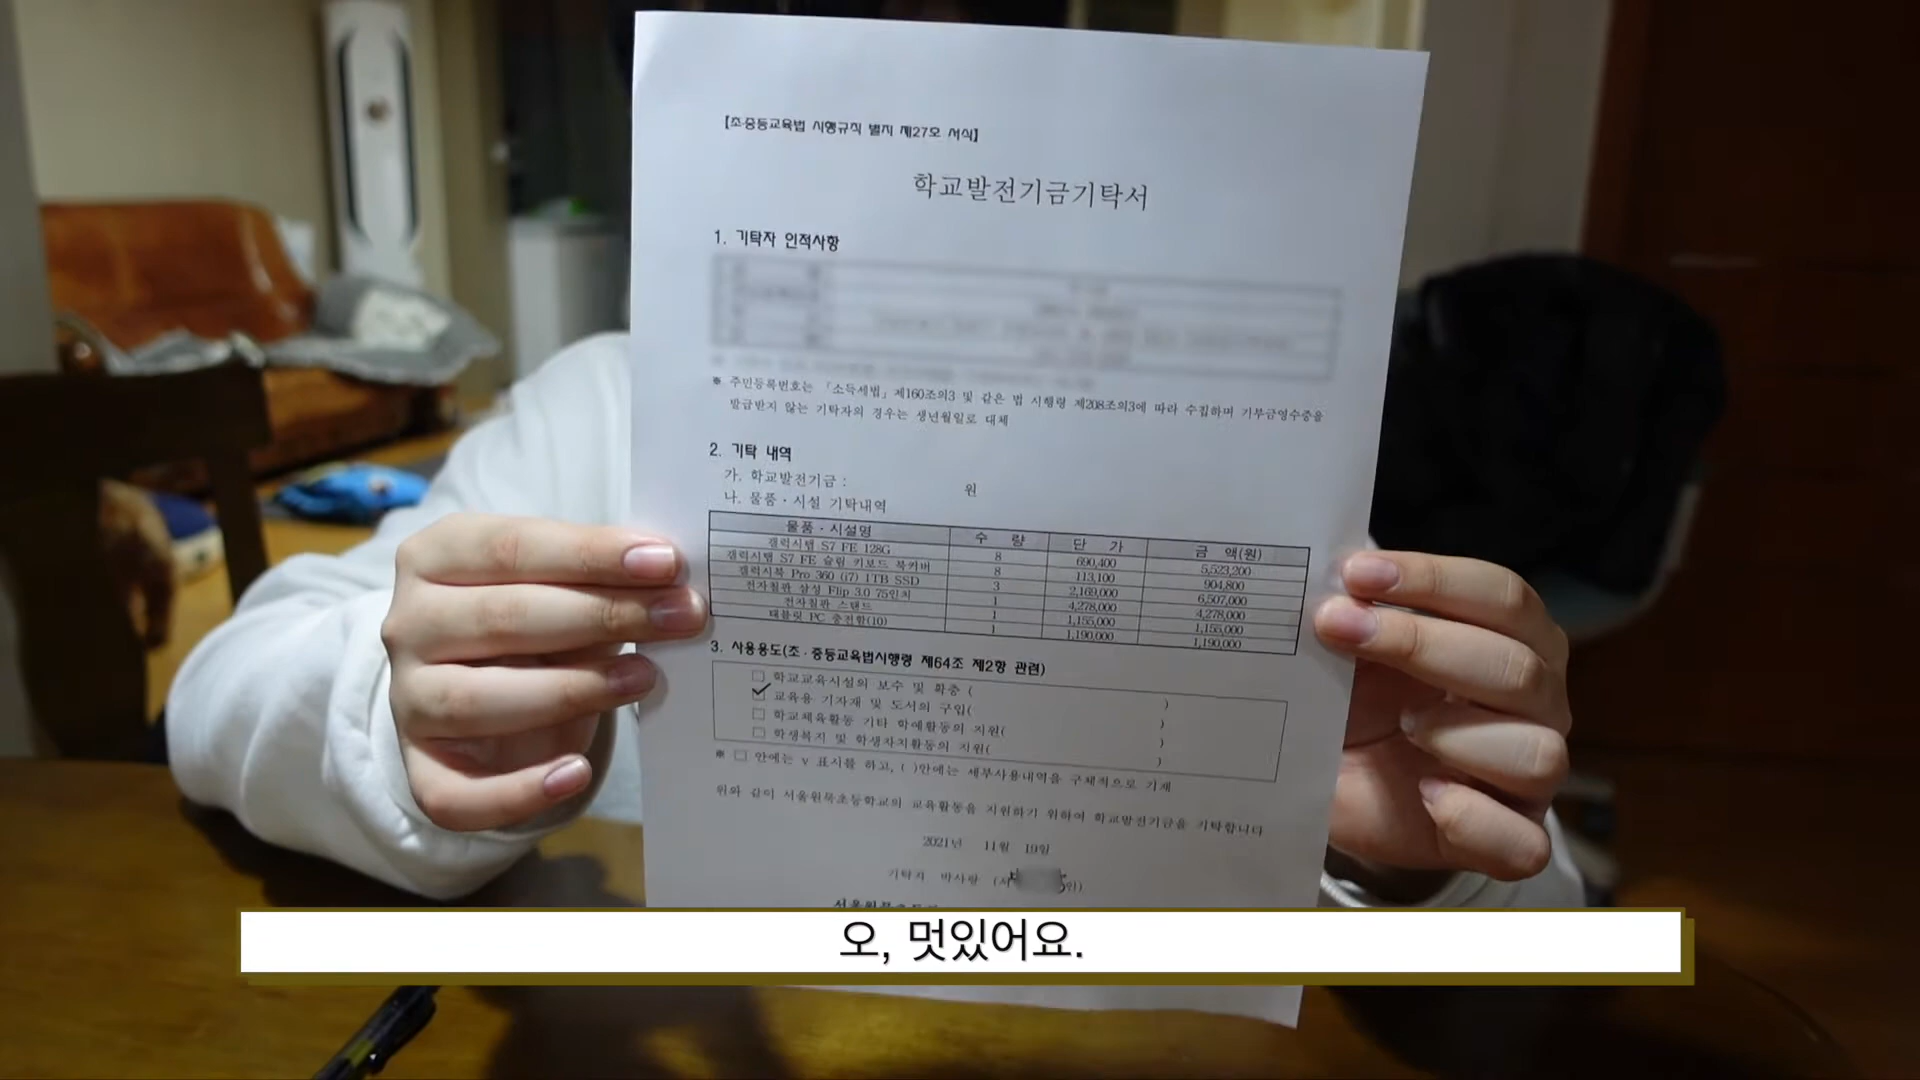 【초·중등교육법 시행규칙 별지 제27호 서식】
학교발전기금기탁서
1. 기탁자 인적사항
※ 주민등록번호는 「소득세법」제160조의3 및 같은 법 시행령 제208조의3에 따라 수집하며 기부금영수증을
발급받지 않는 기탁자의 경우는 생년월일로 대체
2. 기탁 내역
가. 학교발전기금 : 원
나. 물품 · 시설 기탁내역
물품 · 시설명 수 량 단 가 금 액(원)
갤럭시탭 S7 FE 128G 8 690,400 5,523,200
갤럭시탭 S7 FE 슬림 키보드 북커버 8 113,100 904,800
갤럭시북 Pro 360 (i7) 1TB SSD 3 2,169,000 6,507,000
전자칠판 삼성 Flip 3.0 75인치 1 4,278,000 4,278,000
전자칠판 스탠드 1 1,155,000 1,155,000
태블릿 PC 충전함(10) 1 1,190,000 1,190,000
3. 사용용도(초 · 중등교육법시행령 제64조 제2항 관련)
□ 학교교육시설의 보수 및 확충 ( )
☑ 교육용 기자재 및 도서의 구입( )
□ 학교체육활동 기타 학예활동의 지원( )
□ 학생복지 및 학생자치활동의 지원( )
※ □ 안에는 v 표시를 하고, ( )안에는 세부사용내역을 구체적으로 기재
위와 같이 서울원묵초등학교의 교육활동을 지원하기 위하여 학교발전기금을 기탁합니다
2021년 11월 19일
기탁자 박사랑 (서 인)
오, 멋있어요.